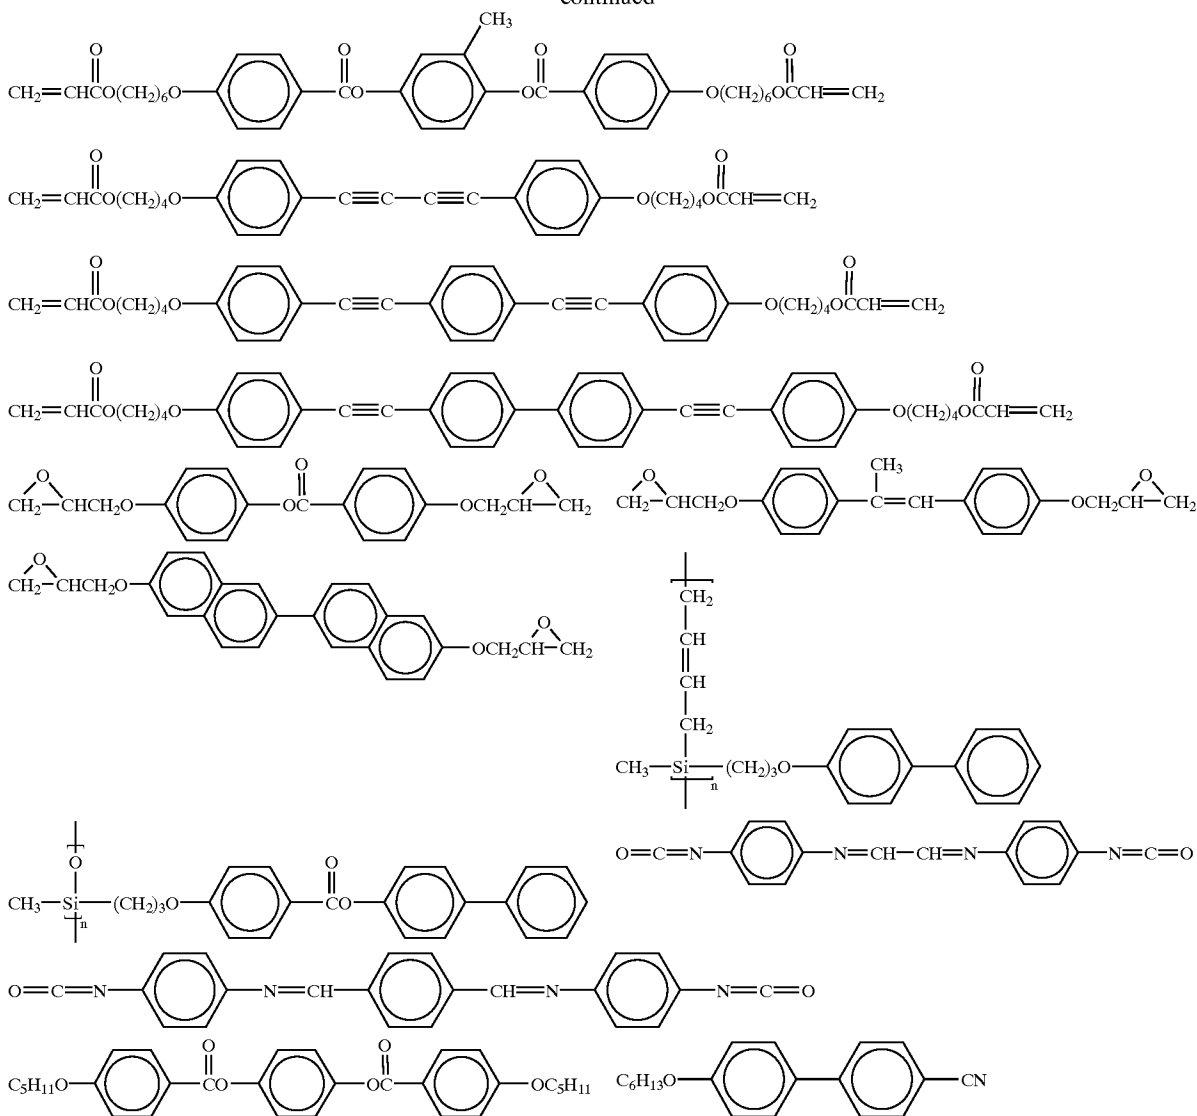 continued
CH3
O O O O
CH2=CHCO(CH2)6O CO OC O(CH2)6OCCH=CH2
O O
CH2=CHCO(CH2)4O C≡C—C≡C O(CH2)4OCCH=CH2
O O
CH2=CHCO(CH2)4O C≡C C≡C O(CH2)4OCCH=CH2
O O
CH2=CHCO(CH2)4O C≡C C≡C O(CH2)4OCCH=CH2
O O O
CH2—CHCH2O OC OCH2CH—CH2
O CH3 O
CH2—CHCH2O C=CH OCH2CH—CH2
O
CH2—CHCH2O
O
OCH2CH—CH2
CH2
CH
CH
CH2
CH3—Si—(CH2)3O
n
O O
CH3—Si—(CH2)3O CO
n
O=C=N N=CH—CH=N N=C=O
O=C=N N=CH CH=N N=C=O
O O
C5H11O CO OC OC5H11
C6H13O CN